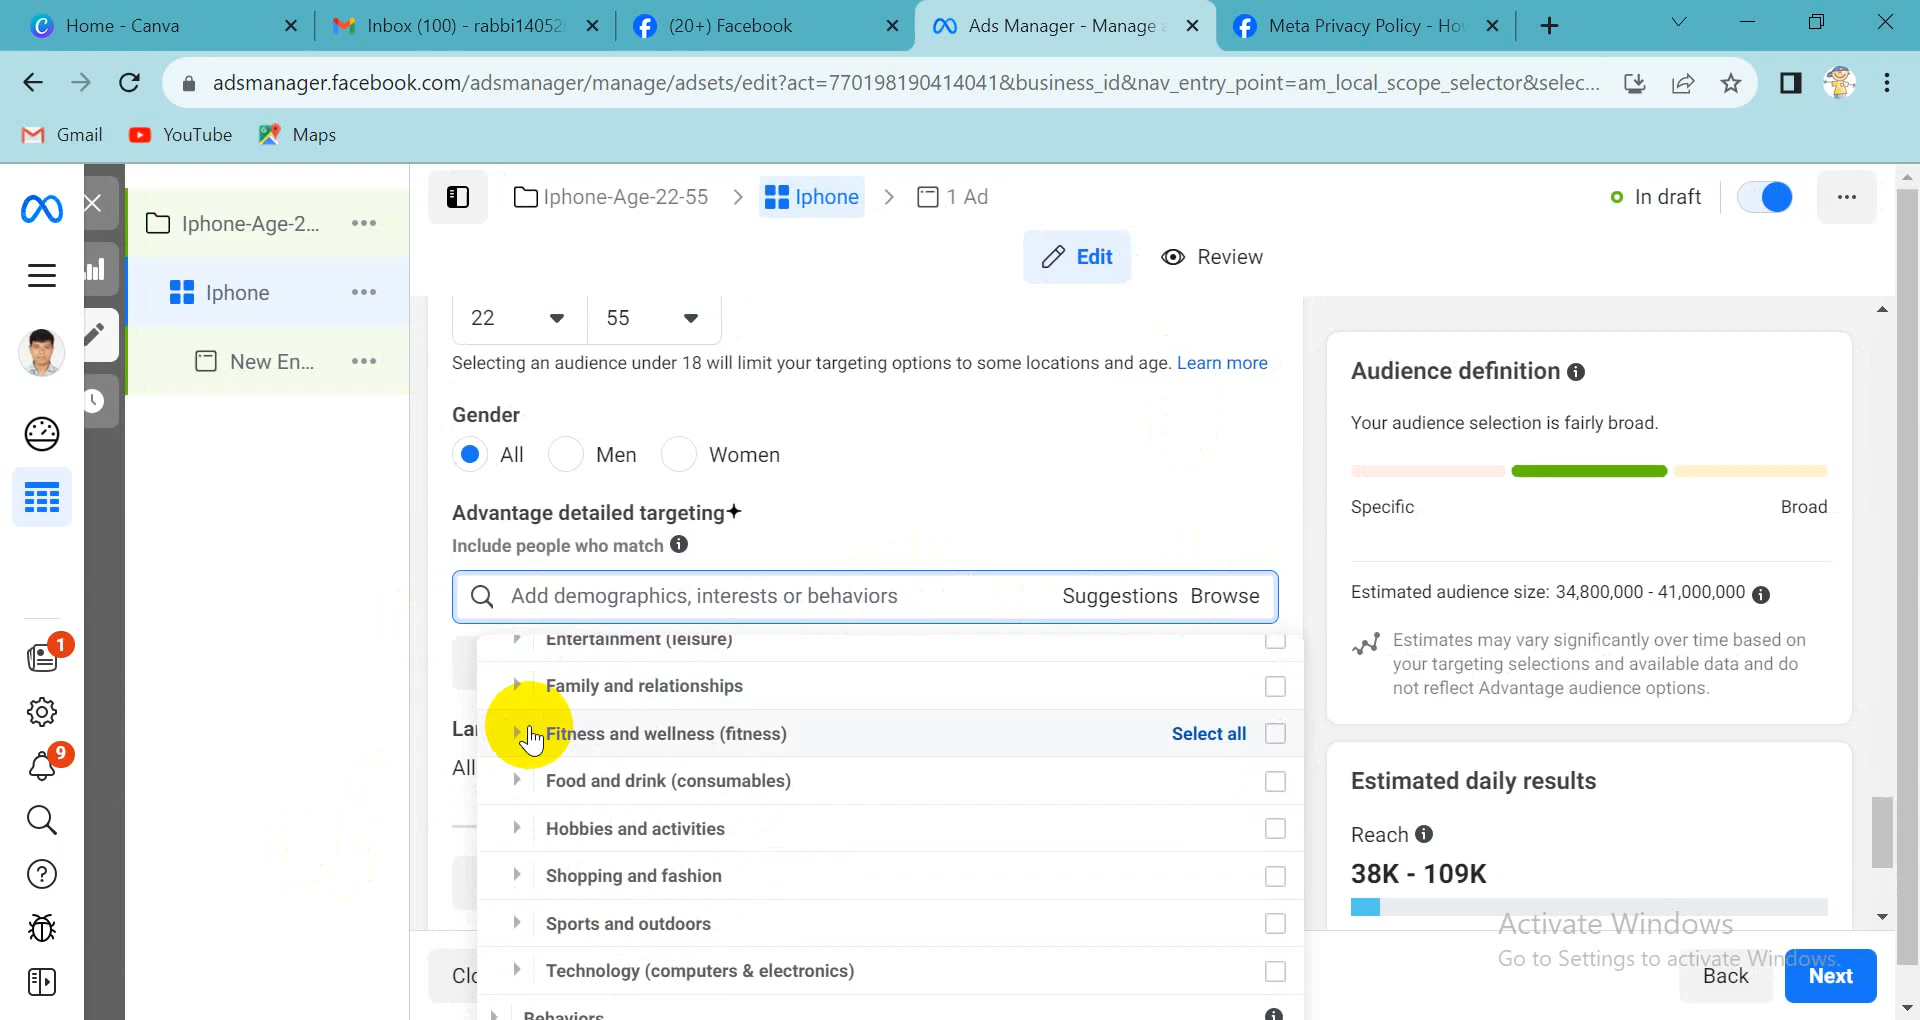 Home - Canva
Inbox (100) - rabbi14052
(20+) Facebook
Ads Manager - Manage a
Meta Privacy Policy - How
adsmanager.facebook.com/adsmanager/manage/adsets/edit?act=770198190414041&business_id&nav_entry_point=am_local_scope_selector&selec...
Gmail
YouTube
Maps
Iphone-Age-2...
Iphone
New En...
1
9
Iphone-Age-22-55
Iphone
1 Ad
In draft
Edit
Review
22
55
Selecting an audience under 18 will limit your targeting options to some locations and age. Learn more
Gender
All
Men
Women
Advantage detailed targeting+
Include people who match
Add demographics, interests or behaviors
Suggestions Browse
Entertainment (leisure)
Family and relationships
Fitness and wellness (fitness)
Select all
Food and drink (consumables)
Hobbies and activities
Shopping and fashion
Sports and outdoors
Technology (computers & electronics)
Behaviors
All
Audience definition
Your audience selection is fairly broad.
Specific
Broad
Estimated audience size: 34,800,000 - 41,000,000
Estimates may vary significantly over time based on
your targeting selections and available data and do
not reflect Advantage audience options.
Estimated daily results
Reach
38K - 109K
Activate Windows
Go to Settings to activate Windows.
Back
Next